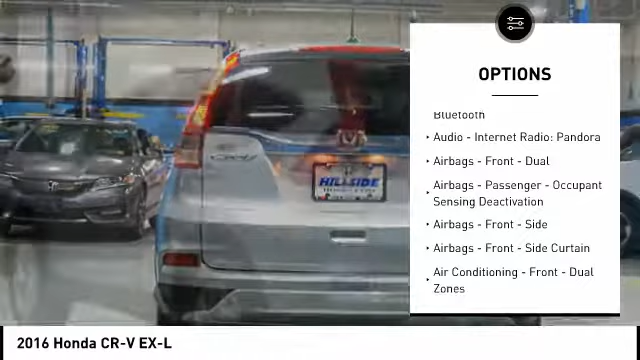 OPTIONS
Bluetooth
• Audio - Internet Radio: Pandora
• Airbags - Front - Dual
• Airbags - Passenger - Occupant
Sensing Deactivation
• Airbags - Front - Side
• Airbags - Front - Side Curtain
• Air Conditioning - Front - Dual
Zones
CR-V
HILLSIDE
2016 Honda CR-V EX-L